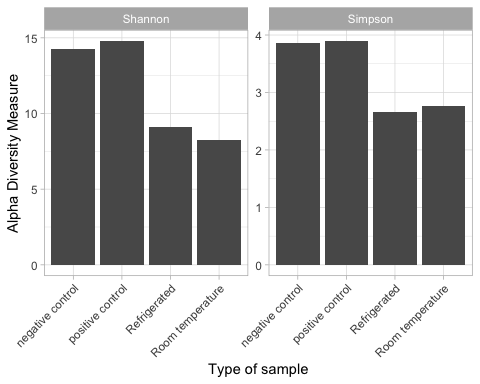 Shannon
Simpson
Alpha Diversity Measure
15
10
5
0
4
3
2
1
0
negative control
positive control
Refrigerated
Room temperature
negative control
positive control
Refrigerated
Room temperature
Type of sample